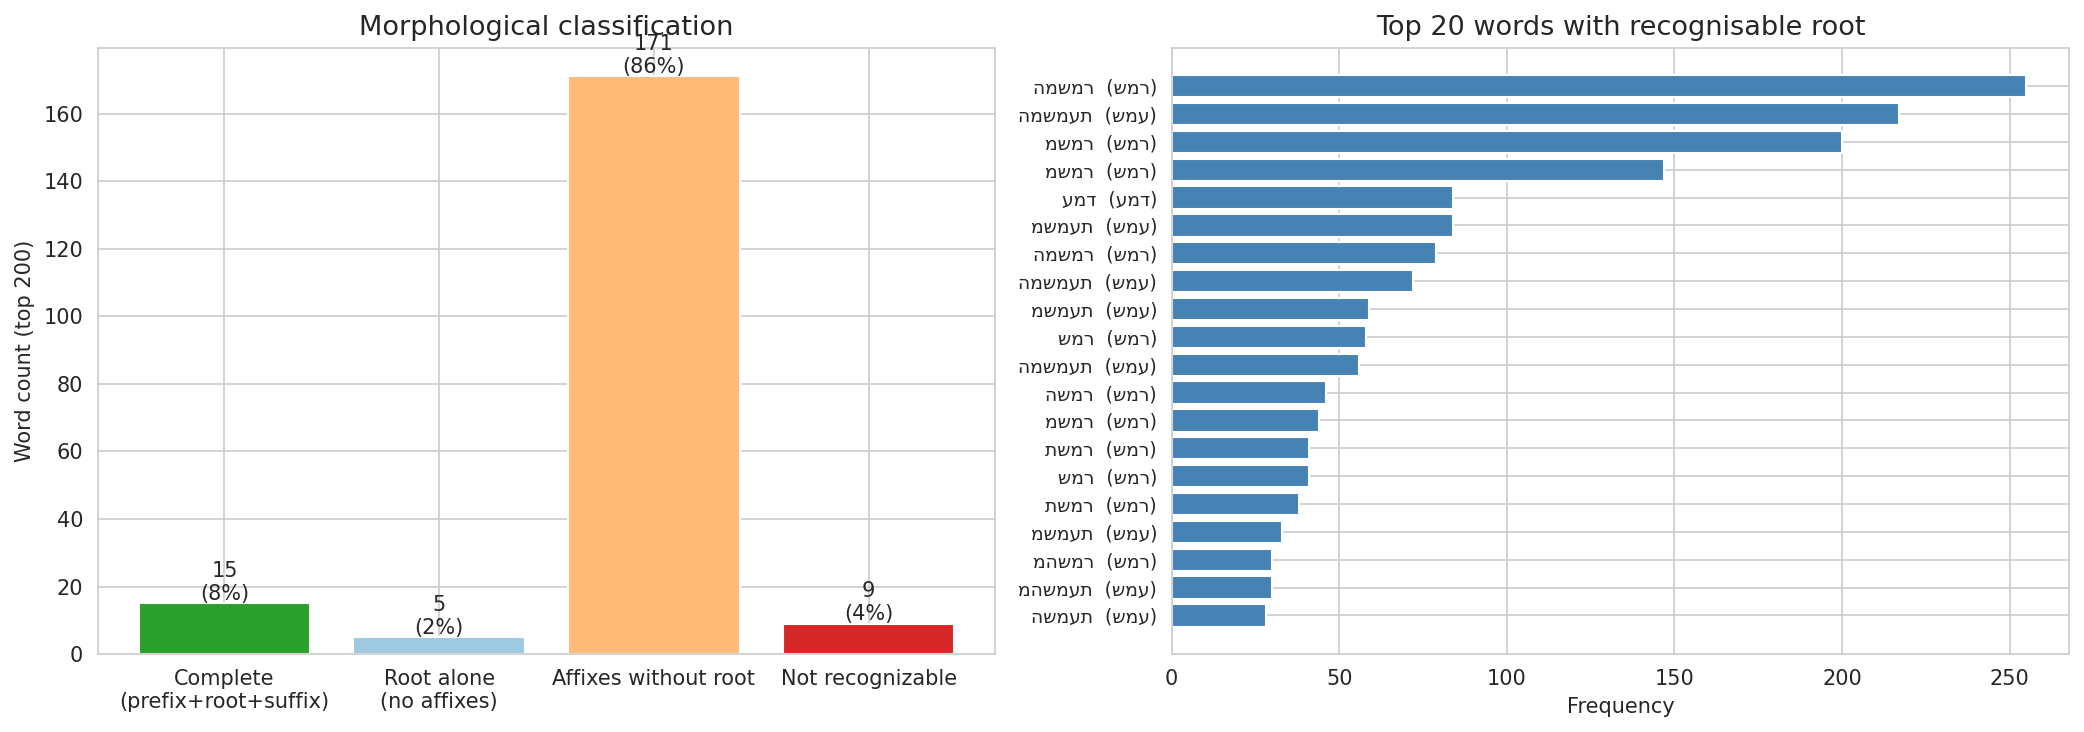 Morphological classification
171
(86%)
15
(8%)
5
(2%)
9
(4%)
Word count (top 200)
160
140
120
100
80
60
40
20
0
Complete
(prefix+root+suffix)
Root alone
(no affixes)
Affixes without root
Not recognizable
Top 20 words with recognisable root
המשמר (שמר)
המשמעת (שמע)
משמר (שמר)
משמר (שמר)
עמד (עמד)
משמעת (שמע)
המשמר (שמר)
המשמעת (שמע)
משמעת (שמע)
שמר (שמר)
המשמעת (שמע)
השמר (שמר)
משמר (שמר)
תשמר (שמר)
שמר (שמר)
תשמר (שמר)
משמעת (שמע)
מהשמר (שמר)
מהשמעת (שמע)
השמעת (שמע)
0 50 100 150 200 250
Frequency